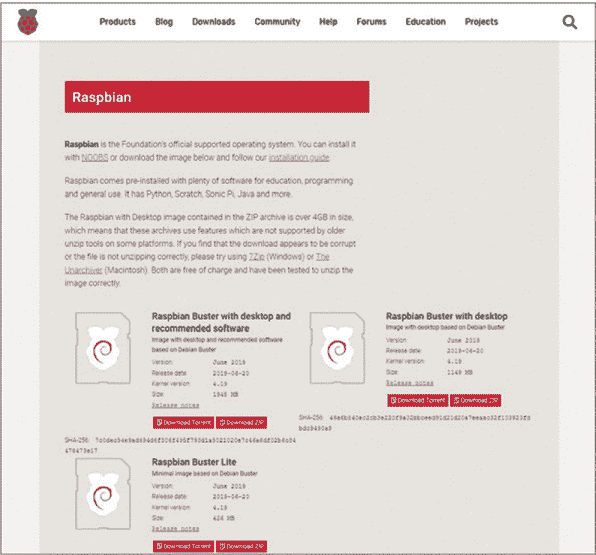 Products Blog Downloads Community Help Forums Education Projects
Raspbian
Raspbian is the Foundation's official supported operating system. You can install it
with NOOBS or download the image below and follow our installation guide.
Raspbian comes pre-installed with plenty of software for education, programming
and general use. It has Python, Scratch, Sonic Pi, Java and more.
The Raspbian with Desktop image contained in the ZIP archive is over 4GB in size,
which means that these archives use features which are not supported by older
unzip tools on some platforms. If you find that the download appears to be corrupt
or the file is not unzipping correctly, please try using 7Zip (Windows) or The
Unarchiver (Macintosh). Both are free of charge and have been tested to unzip the
image correctly.
Raspbian Buster with desktop and
recommended software
Image with desktop and recommended software
based on Debian Buster
Version: June 2019
Release date: 2019-06-20
Kernel version: 4.19
Size: 1945 MB
Release notes
Download Torrent Download ZIP
SHA-256:
Raspbian Buster with desktop
Image with desktop based on Debian Buster
Version: June 2019
Release date: 2019-06-20
Kernel version: 4.19
Size: 1149 MB
Release notes
Download Torrent Download ZIP
SHA-256:
Raspbian Buster Lite
Minimal image based on Debian Buster
Version: June 2019
Release date: 2019-06-20
Kernel version: 4.19
Size: 426 MB
Release notes
Download Torrent Download ZIP